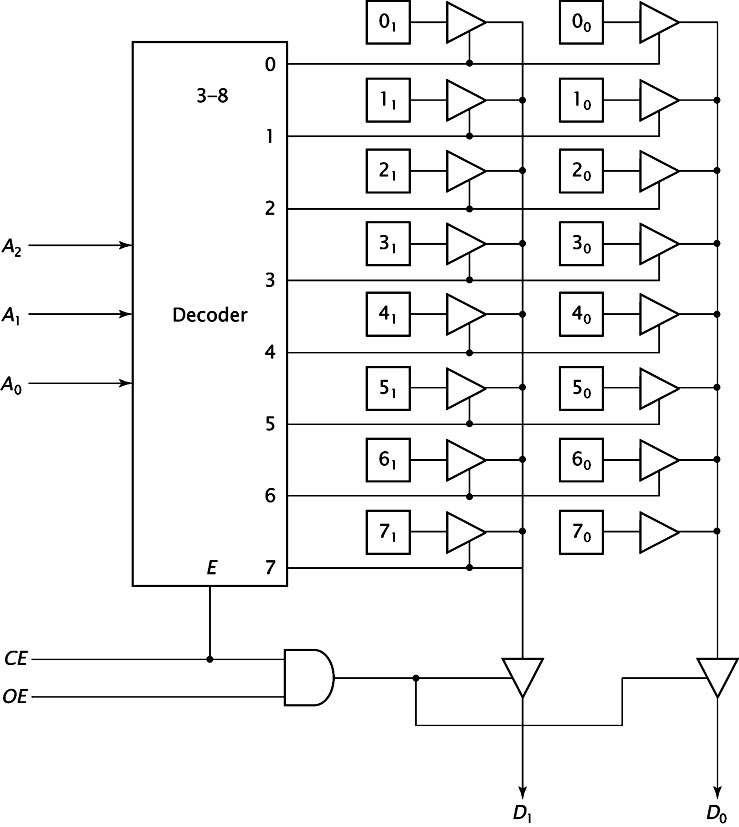 0₁ 0₀
0
3–8
1₁ 1₀
1
2₁ 2₀
2
A₂
3₁ 3₀
3
A₁ Decoder 4₁ 4₀
4
A₀ 5₁ 5₀
5
6₁ 6₀
6
7₁ 7₀
E 7
CE
OE
D₁ D₀